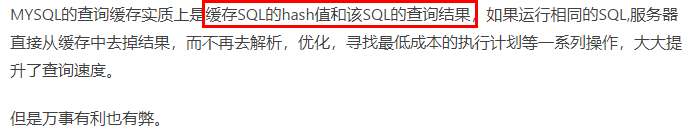 MYSQL的查询缓存实质上是缓存SQL的hash值和该SQL的查询结果，如果运行相同的SQL,服务器
直接从缓存中去掉结果，而不再去解析，优化，寻找最低成本的执行计划等一系列操作，大大提
升了查询速度。
但是万事有利也有弊。